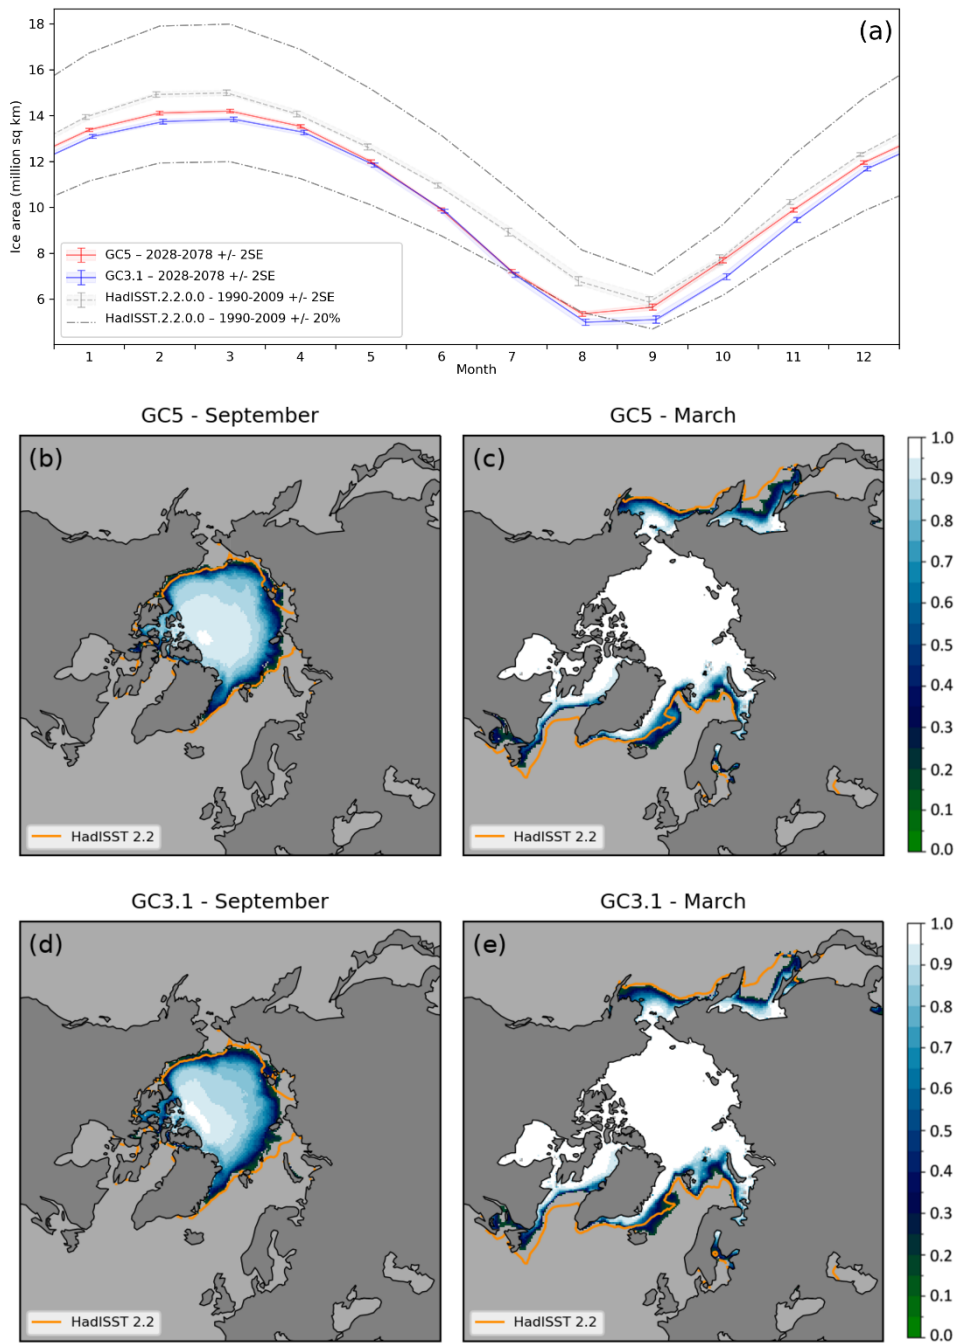 (a)
18
16
14
12
10
8
6
Ice area (million sq km)
GC5 – 2028-2078 +/- 2SE
GC3.1 – 2028-2078 +/- 2SE
HadISST.2.2.0.0 - 1990-2009 +/- 2SE
HadISST.2.2.0.0 – 1990-2009 +/- 20%
1 2 3 4 5 6 7 8 9 10 11 12
Month
GC5 - September
GC5 - March
(b)
(c)
HadISST 2.2
HadISST 2.2
1.0
0.9
0.8
0.7
0.6
0.5
0.4
0.3
0.2
0.1
0.0
GC3.1 - September
GC3.1 - March
(d)
(e)
HadISST 2.2
HadISST 2.2
1.0
0.9
0.8
0.7
0.6
0.5
0.4
0.3
0.2
0.1
0.0